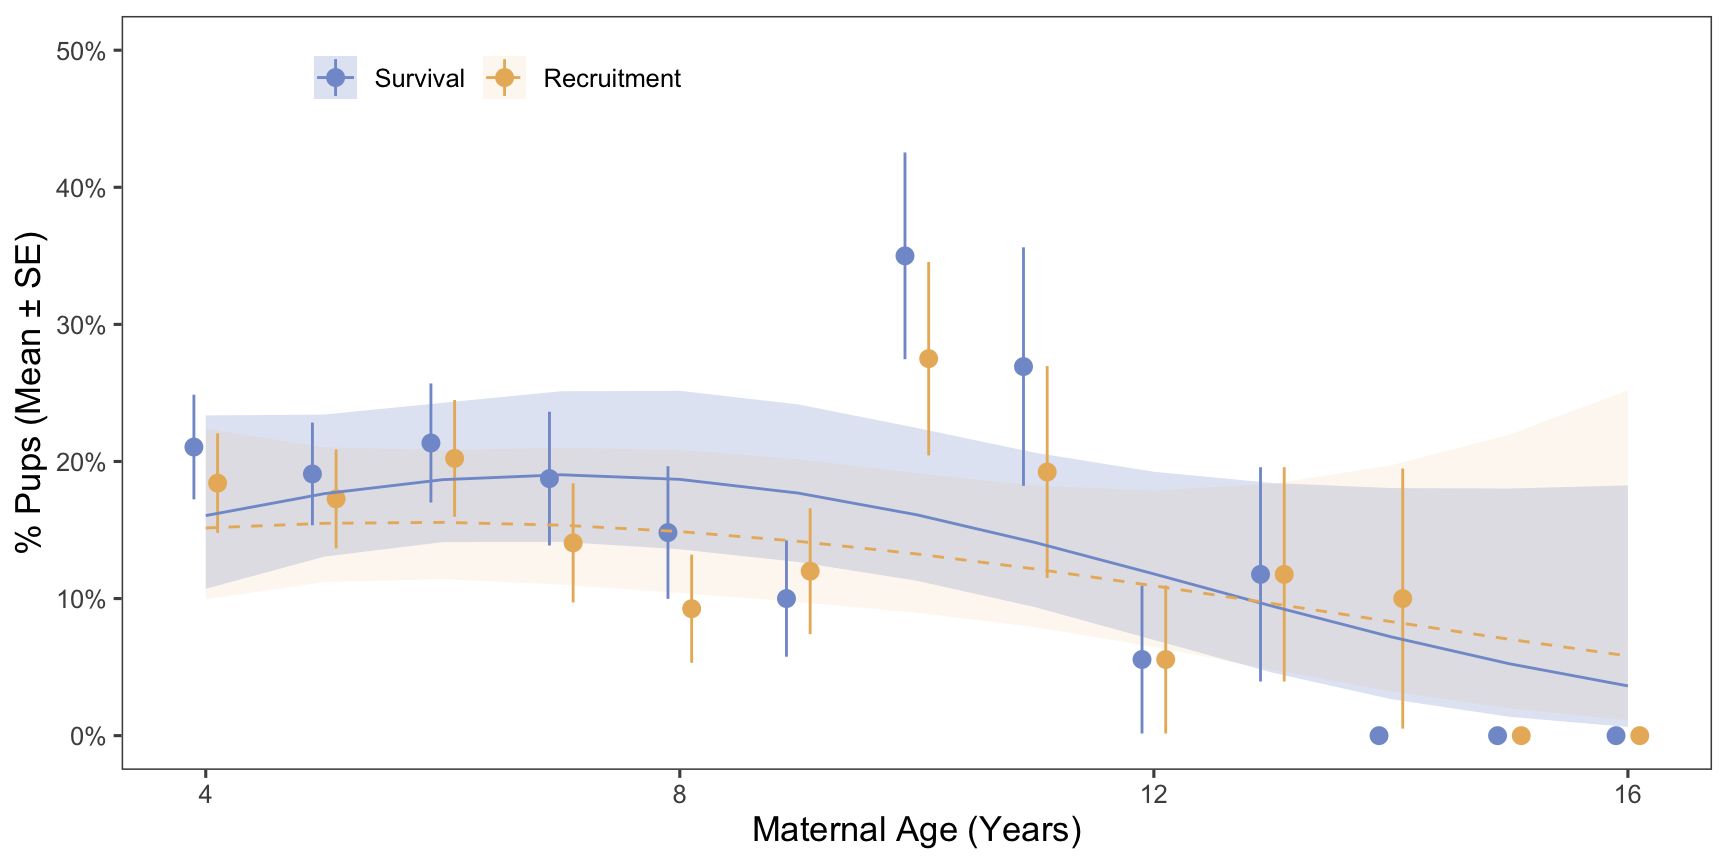 50%
Survival Recruitment
40%
30%
20%
10%
0%
% Pups (Mean ± SE)
4 8 12 16
Maternal Age (Years)